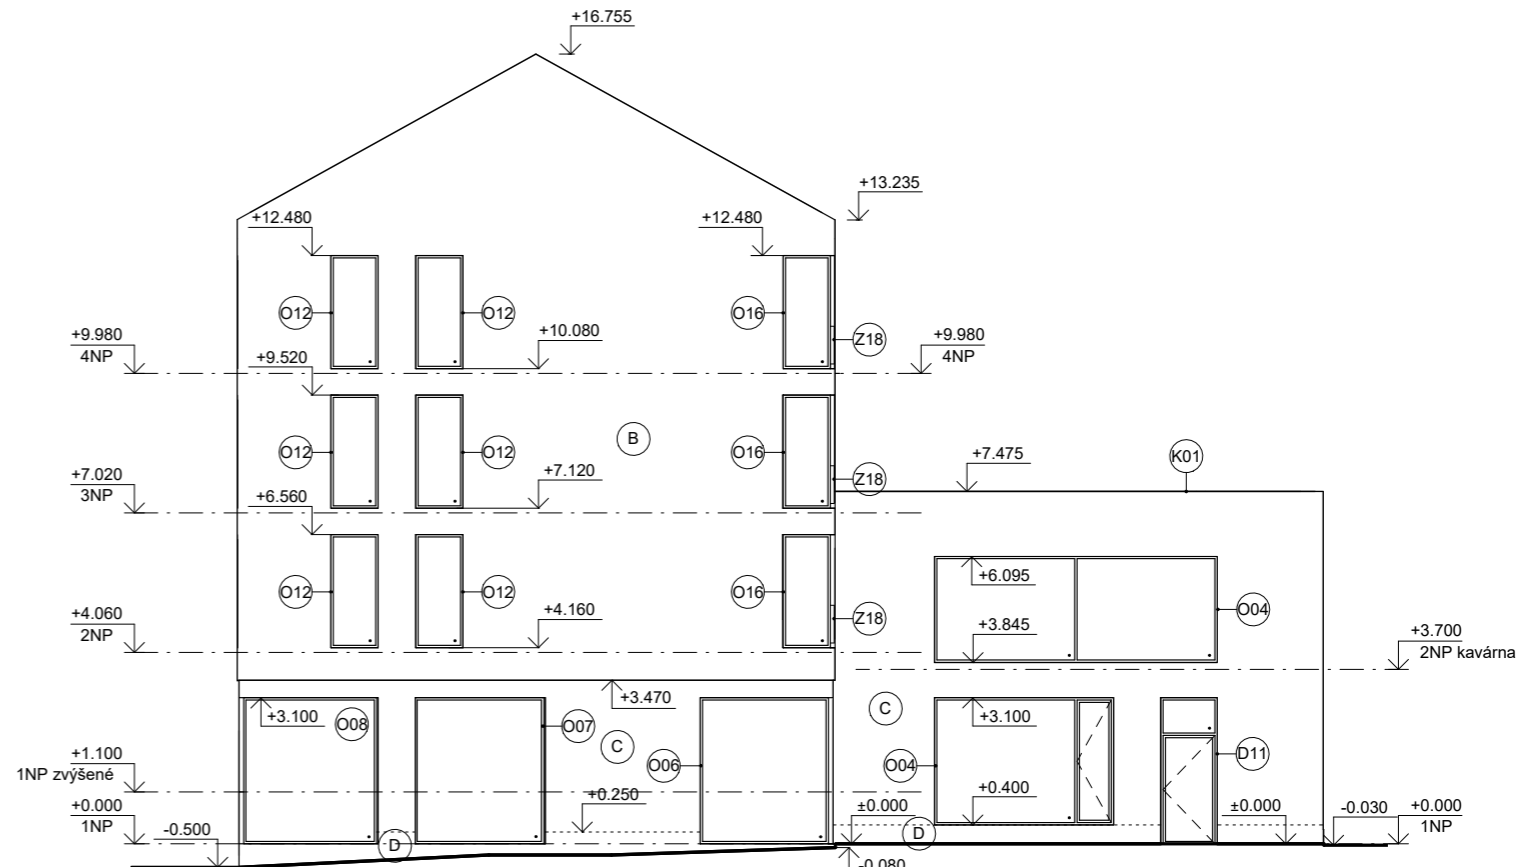 +16.755
+13.235
+12.480
+12.480
O12
O12
O16
Z18
+9.980
4NP
+10.080
+9.980
4NP
+9.520
B
O12
O12
O16
Z18
+7.475
K01
+7.020
3NP
+7.120
+6.560
+6.095
O12
O12
O16
Z18
O04
+4.060
2NP
+4.160
+3.845
+3.700
2NP kavárna
+3.470
+3.100
O08
O07
C
C
+3.100
O06
O04
D11
+1.100
1NP zvýšené
+0.250
+0.400
+0.000
1NP
±0.000
±0.000
-0.030
+0.000
1NP
-0.500
D
D
-0.080